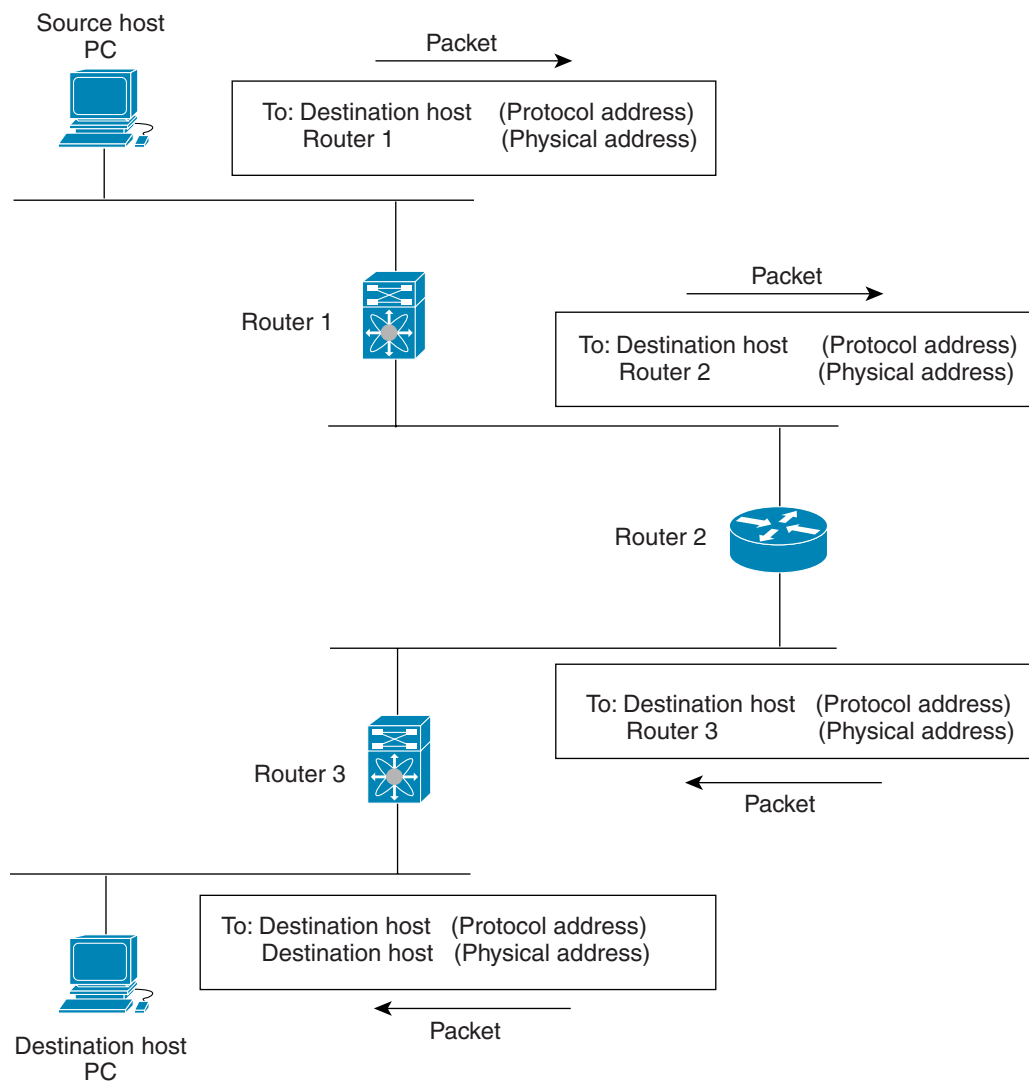 Source host
PC
Packet
To: Destination host (Protocol address)
Router 1 (Physical address)
Router 1
Packet
To: Destination host (Protocol address)
Router 2 (Physical address)
Router 2
To: Destination host (Protocol address)
Router 3 (Physical address)
Router 3
Packet
To: Destination host (Protocol address)
Destination host (Physical address)
Packet
Destination host
PC